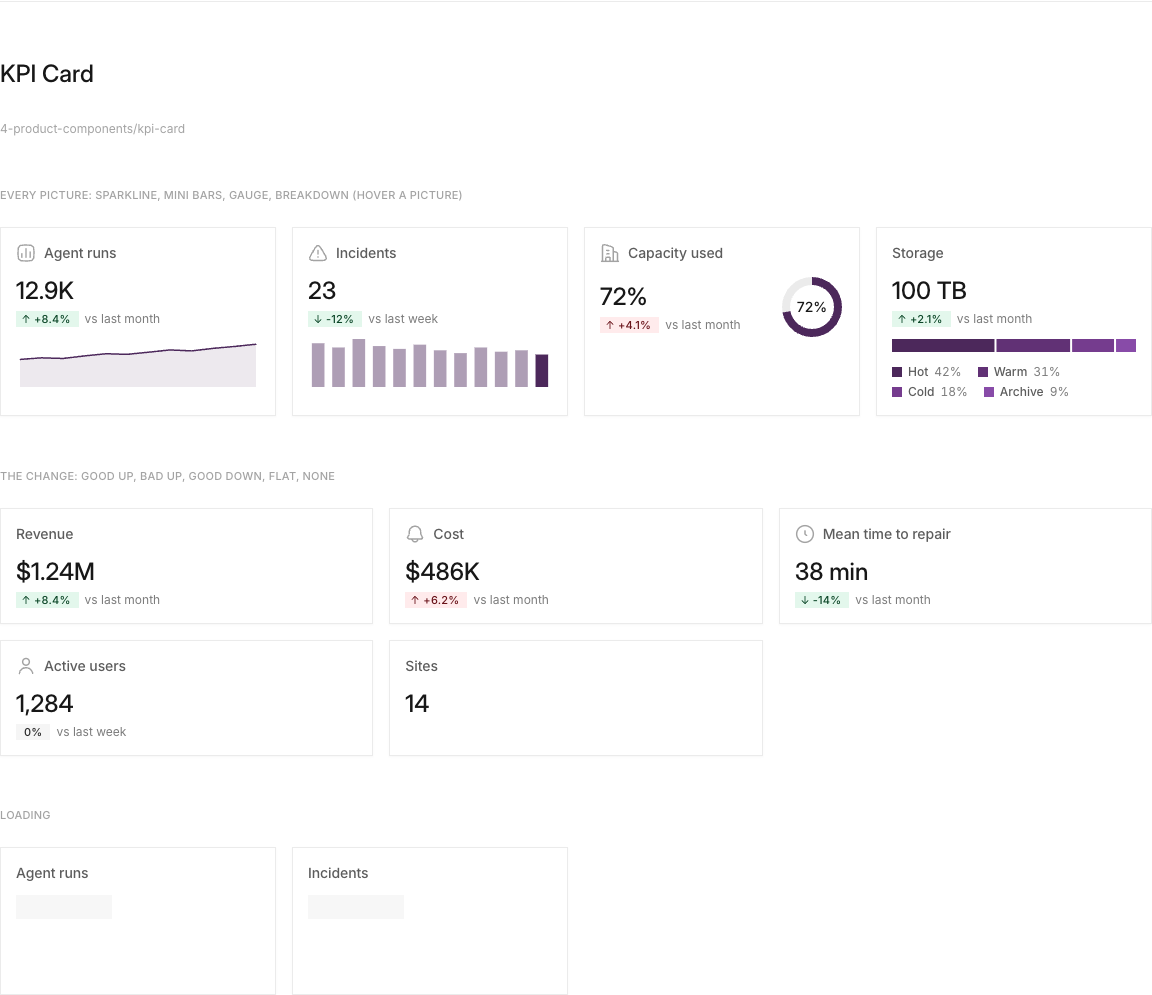 KPI Card
4-product-components/kpi-card
EVERY PICTURE: SPARKLINE, MINI BARS, GAUGE, BREAKDOWN (HOVER A PICTURE)
Agent runs
12.9K
↑ +8.4% vs last month
Incidents
23
↓ -12% vs last week
Capacity used
72%
↑ +4.1% vs last month
72%
Storage
100 TB
↑ +2.1% vs last month
Hot 42% Warm 31%
Cold 18% Archive 9%
THE CHANGE: GOOD UP, BAD UP, GOOD DOWN, FLAT, NONE
Revenue
$1.24M
↑ +8.4% vs last month
Cost
$486K
↑ +6.2% vs last month
Mean time to repair
38 min
↓ -14% vs last month
Active users
1,284
0% vs last week
Sites
14
LOADING
Agent runs
Incidents